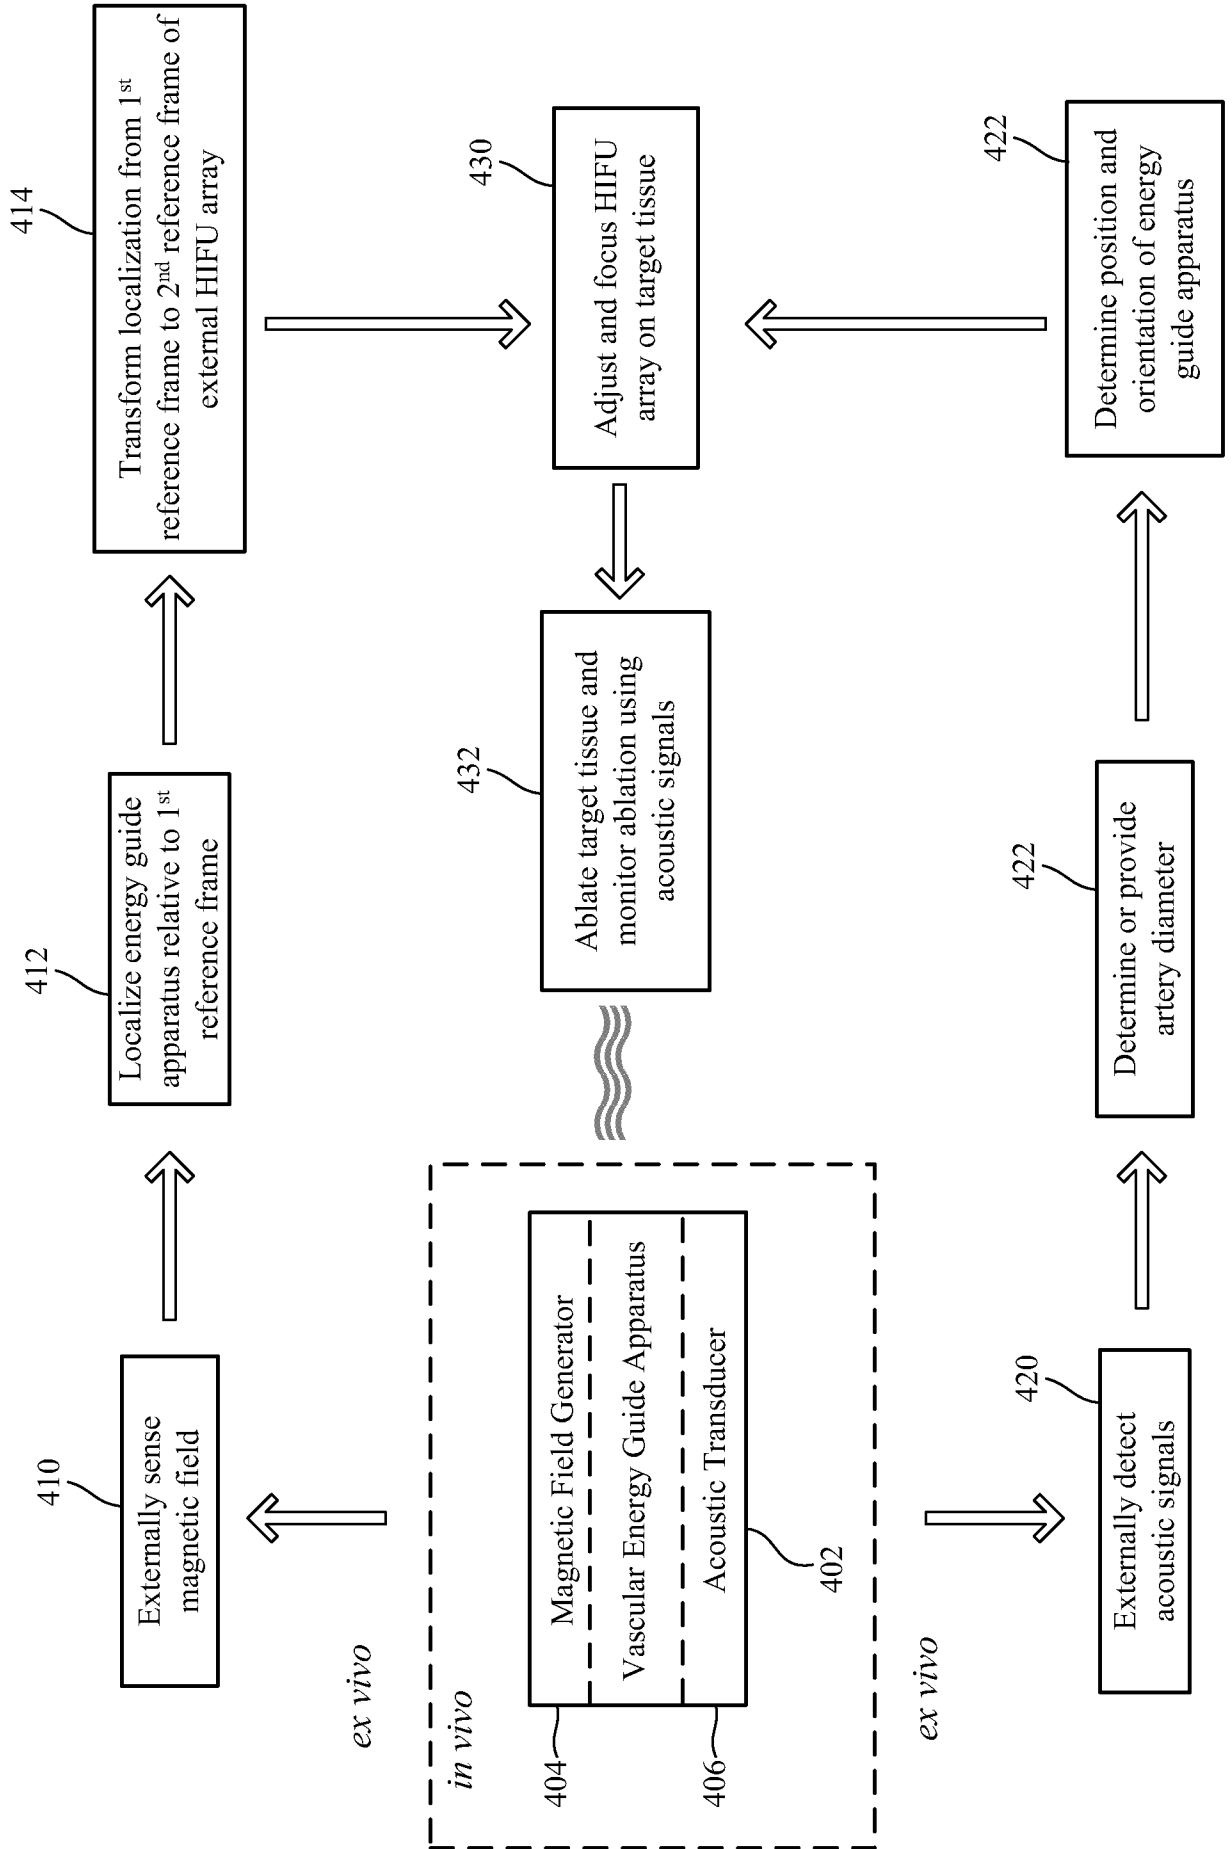 414
Transform localization from 1st
reference frame to 2nd reference frame of
external HIFU array
412
Localize energy guide
apparatus relative to 1st
reference frame
410
Externally sense
magnetic field
ex vivo
in vivo
404
Magnetic Field Generator
Vascular Energy Guide Apparatus
406
Acoustic Transducer
402
430
Adjust and focus HIFU
array on target tissue
432
Ablate target tissue and
monitor ablation using
acoustic signals
ex vivo
420
Externally detect
acoustic signals
422
Determine or provide
artery diameter
422
Determine position and
orientation of energy
guide apparatus